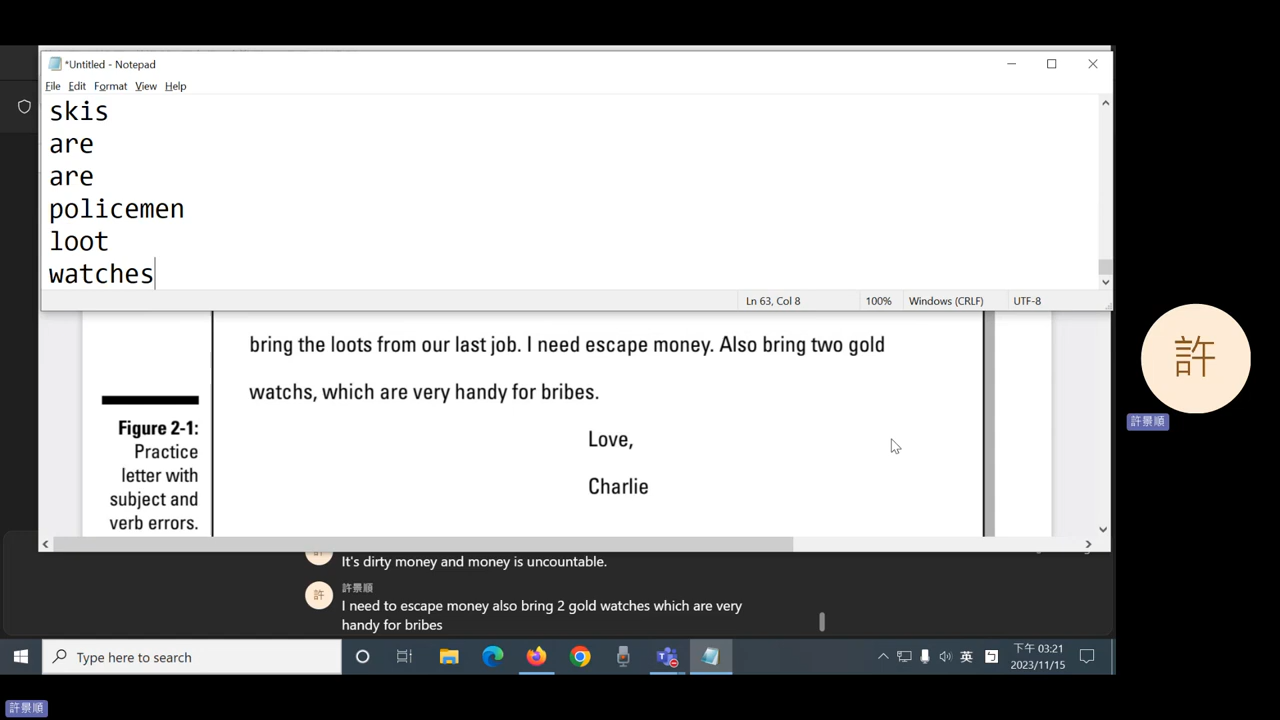 *Untitled - Notepad
File Edit Format View Help
skis
are
are
policemen
loot
watches
Ln 63, Col 8 100% Windows (CRLF) UTF-8
bring the loots from our last job. I need escape money. Also bring two gold
watchs, which are very handy for bribes.
Love,
Charlie
Figure 2-1:
Practice
letter with
subject and
verb errors.
許
許景順
許
It's dirty money and money is uncountable.
許
許景順
I need to escape money also bring 2 gold watches which are very
handy for bribes
Type here to search
英
下午 03:21
2023/11/15
許景順